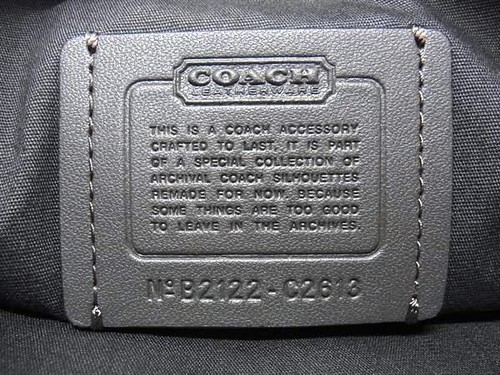 COACH
LEATHERWARE
THIS IS A COACH ACCESSORY
CRAFTED TO LAST. IT IS PART
OF A SPECIAL COLLECTION OF
ARCHIVAL COACH SILHOUETTES
REMADE FOR NOW. BECAUSE
SOME THINGS ARE TOO GOOD
TO LEAVE IN THE ARCHIVES.
Nº B2122-C2613